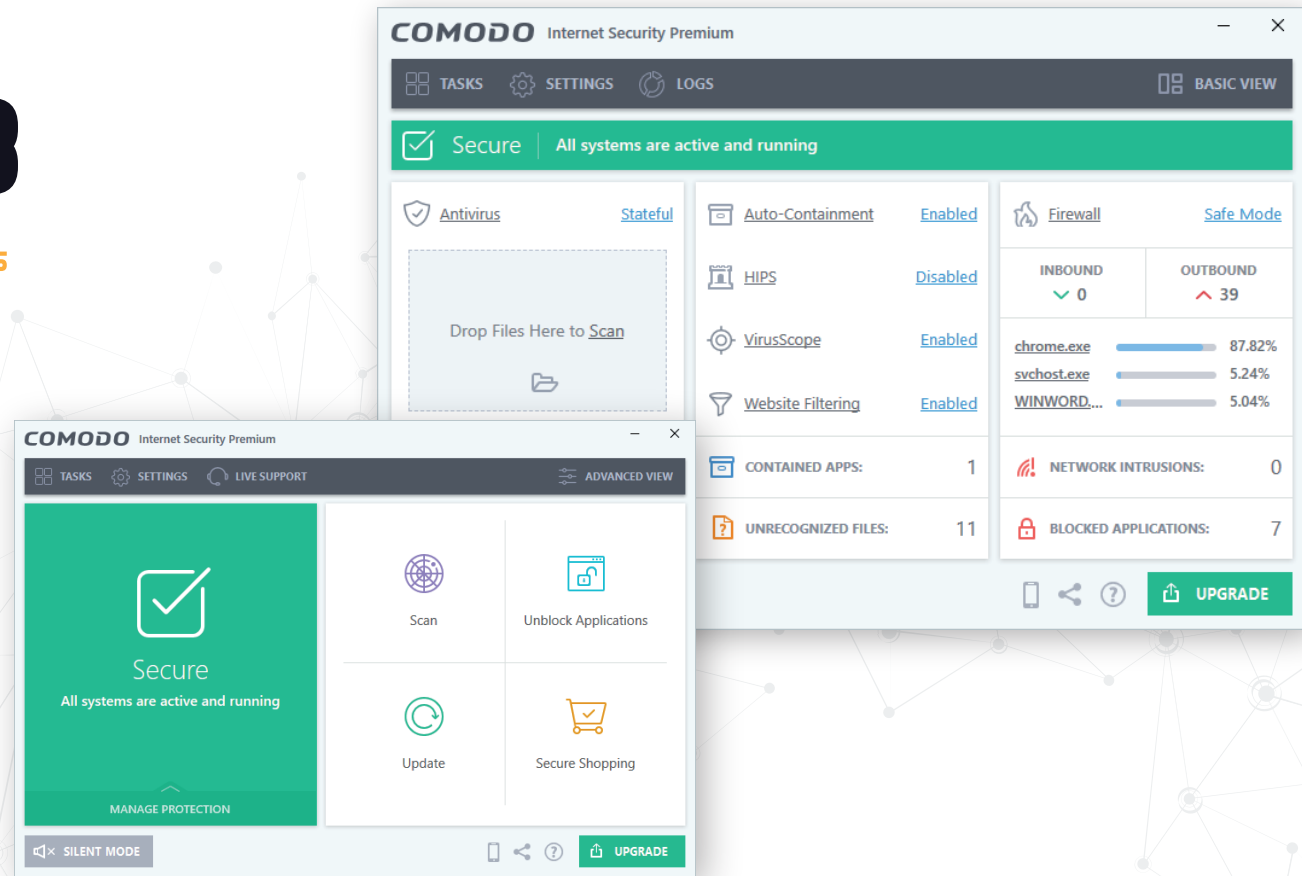 COMODO Internet Security Premium
TASKS SETTINGS LOGS BASIC VIEW
Secure All systems are active and running
Antivirus Stateful
Drop Files Here to Scan
Auto-Containment Enabled
HIPS Disabled
VirusScope Enabled
Website Filtering Enabled
CONTAINED APPS: 1
UNRECOGNIZED FILES: 11
Firewall Safe Mode
INBOUND OUTBOUND
0 39
chrome.exe 87.82%
svchost.exe 5.24%
WINWORD.... 5.04%
NETWORK INTRUSIONS: 0
BLOCKED APPLICATIONS: 7
? UPGRADE
COMODO Internet Security Premium
TASKS SETTINGS LIVE SUPPORT ADVANCED VIEW
Secure
All systems are active and running
MANAGE PROTECTION
Scan Unblock Applications
Update Secure Shopping
SILENT MODE ? UPGRADE